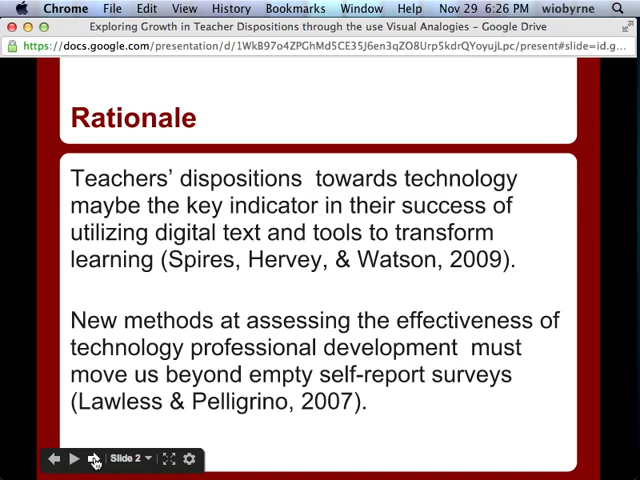 Chrome File Edit View History Bookmarks Window Help Nov 29 6:26 PM wiobyrne
Exploring Growth in Teacher Dispositions through the use Visual Analogies – Google Drive
https://docs.google.com/presentation/d/1WkB97o4ZPGhMd5CE35J6en3qZO8Urp5kdrQYoyujLpc/present#slide=id.g...
Rationale
Teachers’ dispositions towards technology
maybe the key indicator in their success of
utilizing digital text and tools to transform
learning (Spires, Hervey, & Watson, 2009).
New methods at assessing the effectiveness of
technology professional development must
move us beyond empty self-report surveys
(Lawless & Pelligrino, 2007).
Slide 2